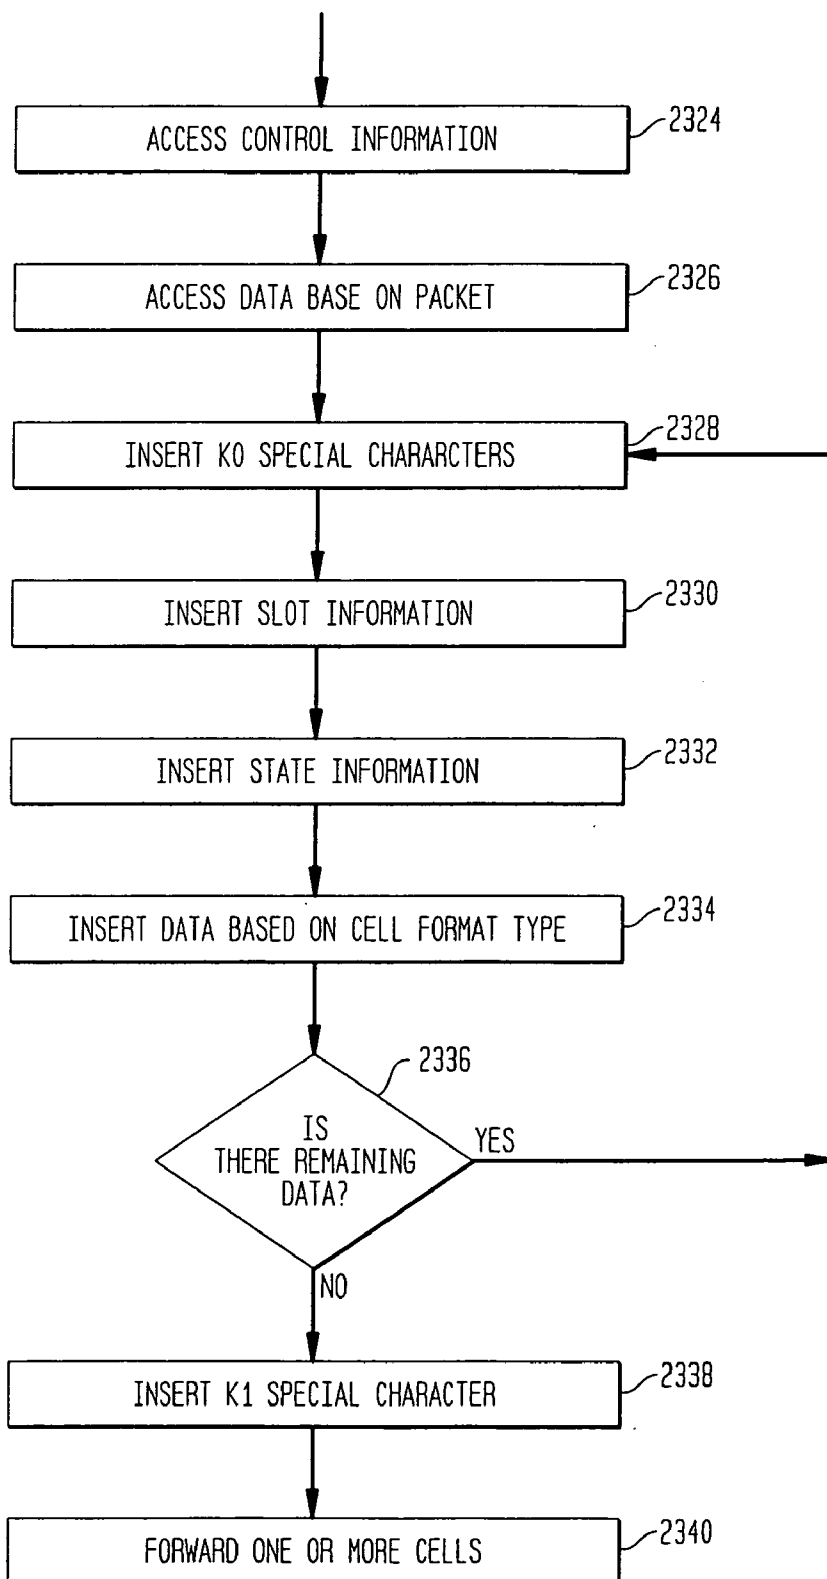 ACCESS CONTROL INFORMATION
2324
ACCESS DATA BASE ON PACKET
2326
INSERT K0 SPECIAL CHARARCTERS
2328
INSERT SLOT INFORMATION
2330
INSERT STATE INFORMATION
2332
INSERT DATA BASED ON CELL FORMAT TYPE
2334
2336
IS
THERE REMAINING
DATA?
YES
NO
INSERT K1 SPECIAL CHARACTER
2338
FORWARD ONE OR MORE CELLS
2340